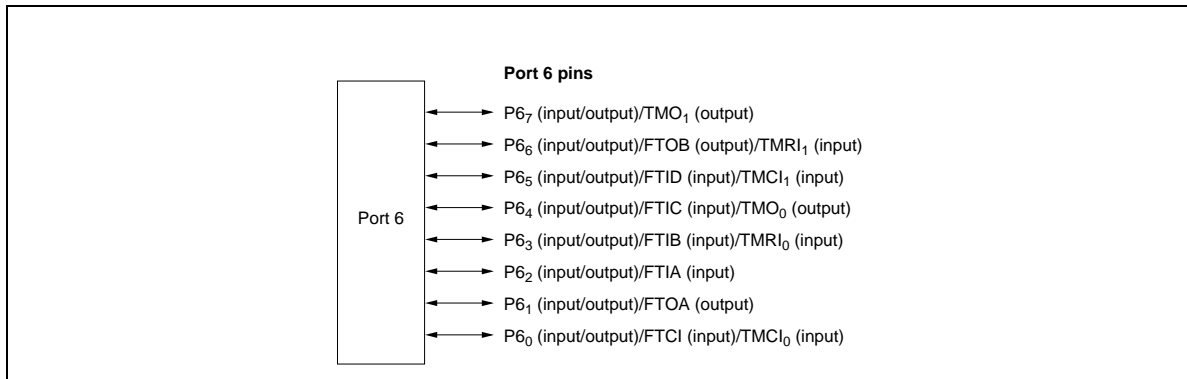 Port 6 pins
P6₇ (input/output)/TMO₁ (output)
P6₆ (input/output)/FTOB (output)/TMRI₁ (input)
P6₅ (input/output)/FTID (input)/TMCI₁ (input)
Port 6
P6₄ (input/output)/FTIC (input)/TMO₀ (output)
P6₃ (input/output)/FTIB (input)/TMRI₀ (input)
P6₂ (input/output)/FTIA (input)
P6₁ (input/output)/FTOA (output)
P6₀ (input/output)/FTCI (input)/TMCI₀ (input)